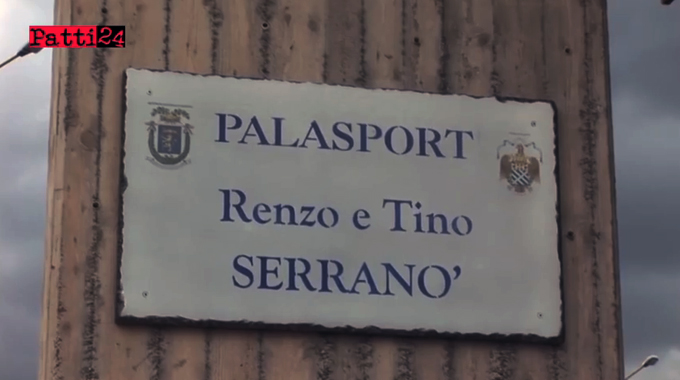 Patti24
PALASPORT
Renzo e Tino
SERRANO'